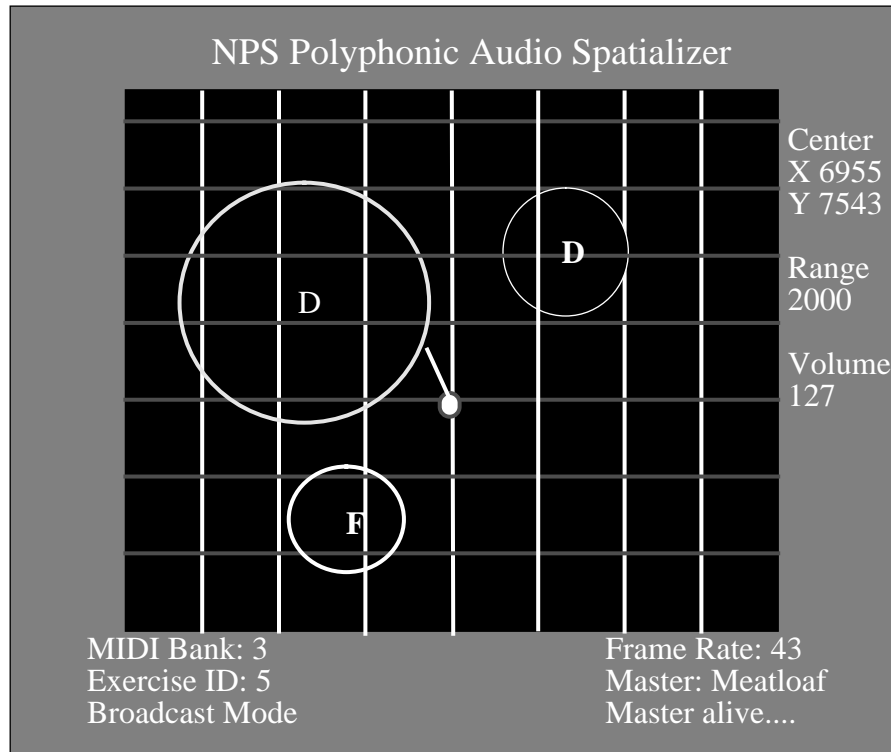 NPS Polyphonic Audio Spatializer
Center
X 6955
Y 7543
D
D
Range
2000
Volume
127
F
MIDI Bank: 3
Exercise ID: 5
Broadcast Mode
Frame Rate: 43
Master: Meatloaf
Master alive....